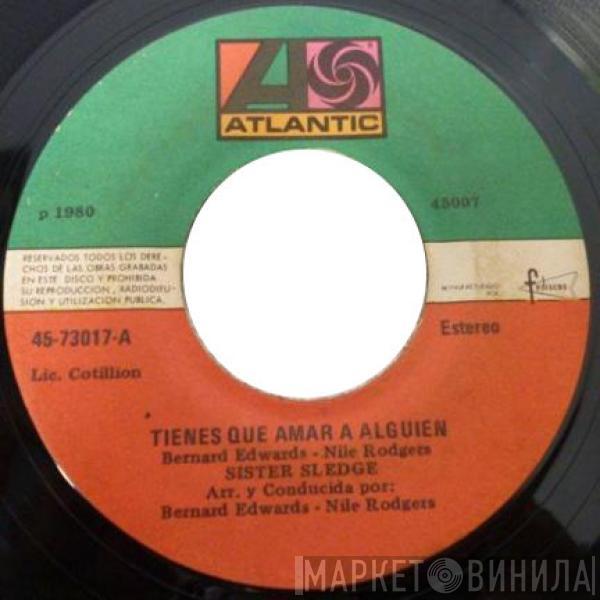 ATLANTIC
p 1980
45007
RESERVADOS TODOS LOS DERE-
CHOS DE LAS OBRAS GRABADAS
EN ESTE DISCO Y PROHIBIDA
SU REPRODUCCION, RADIODIFU-
SION Y UTILIZACION PUBLICA.
fediscos
45-73017-A
Estereo
Lic. Cotillion
TIENES QUE AMAR A ALGUIEN
Bernard Edwards - Nile Rodgers
SISTER SLEDGE
Arr. y Conducida por:
Bernard Edwards - Nile Rodgers
МАРКЕТ ВИНИЛА